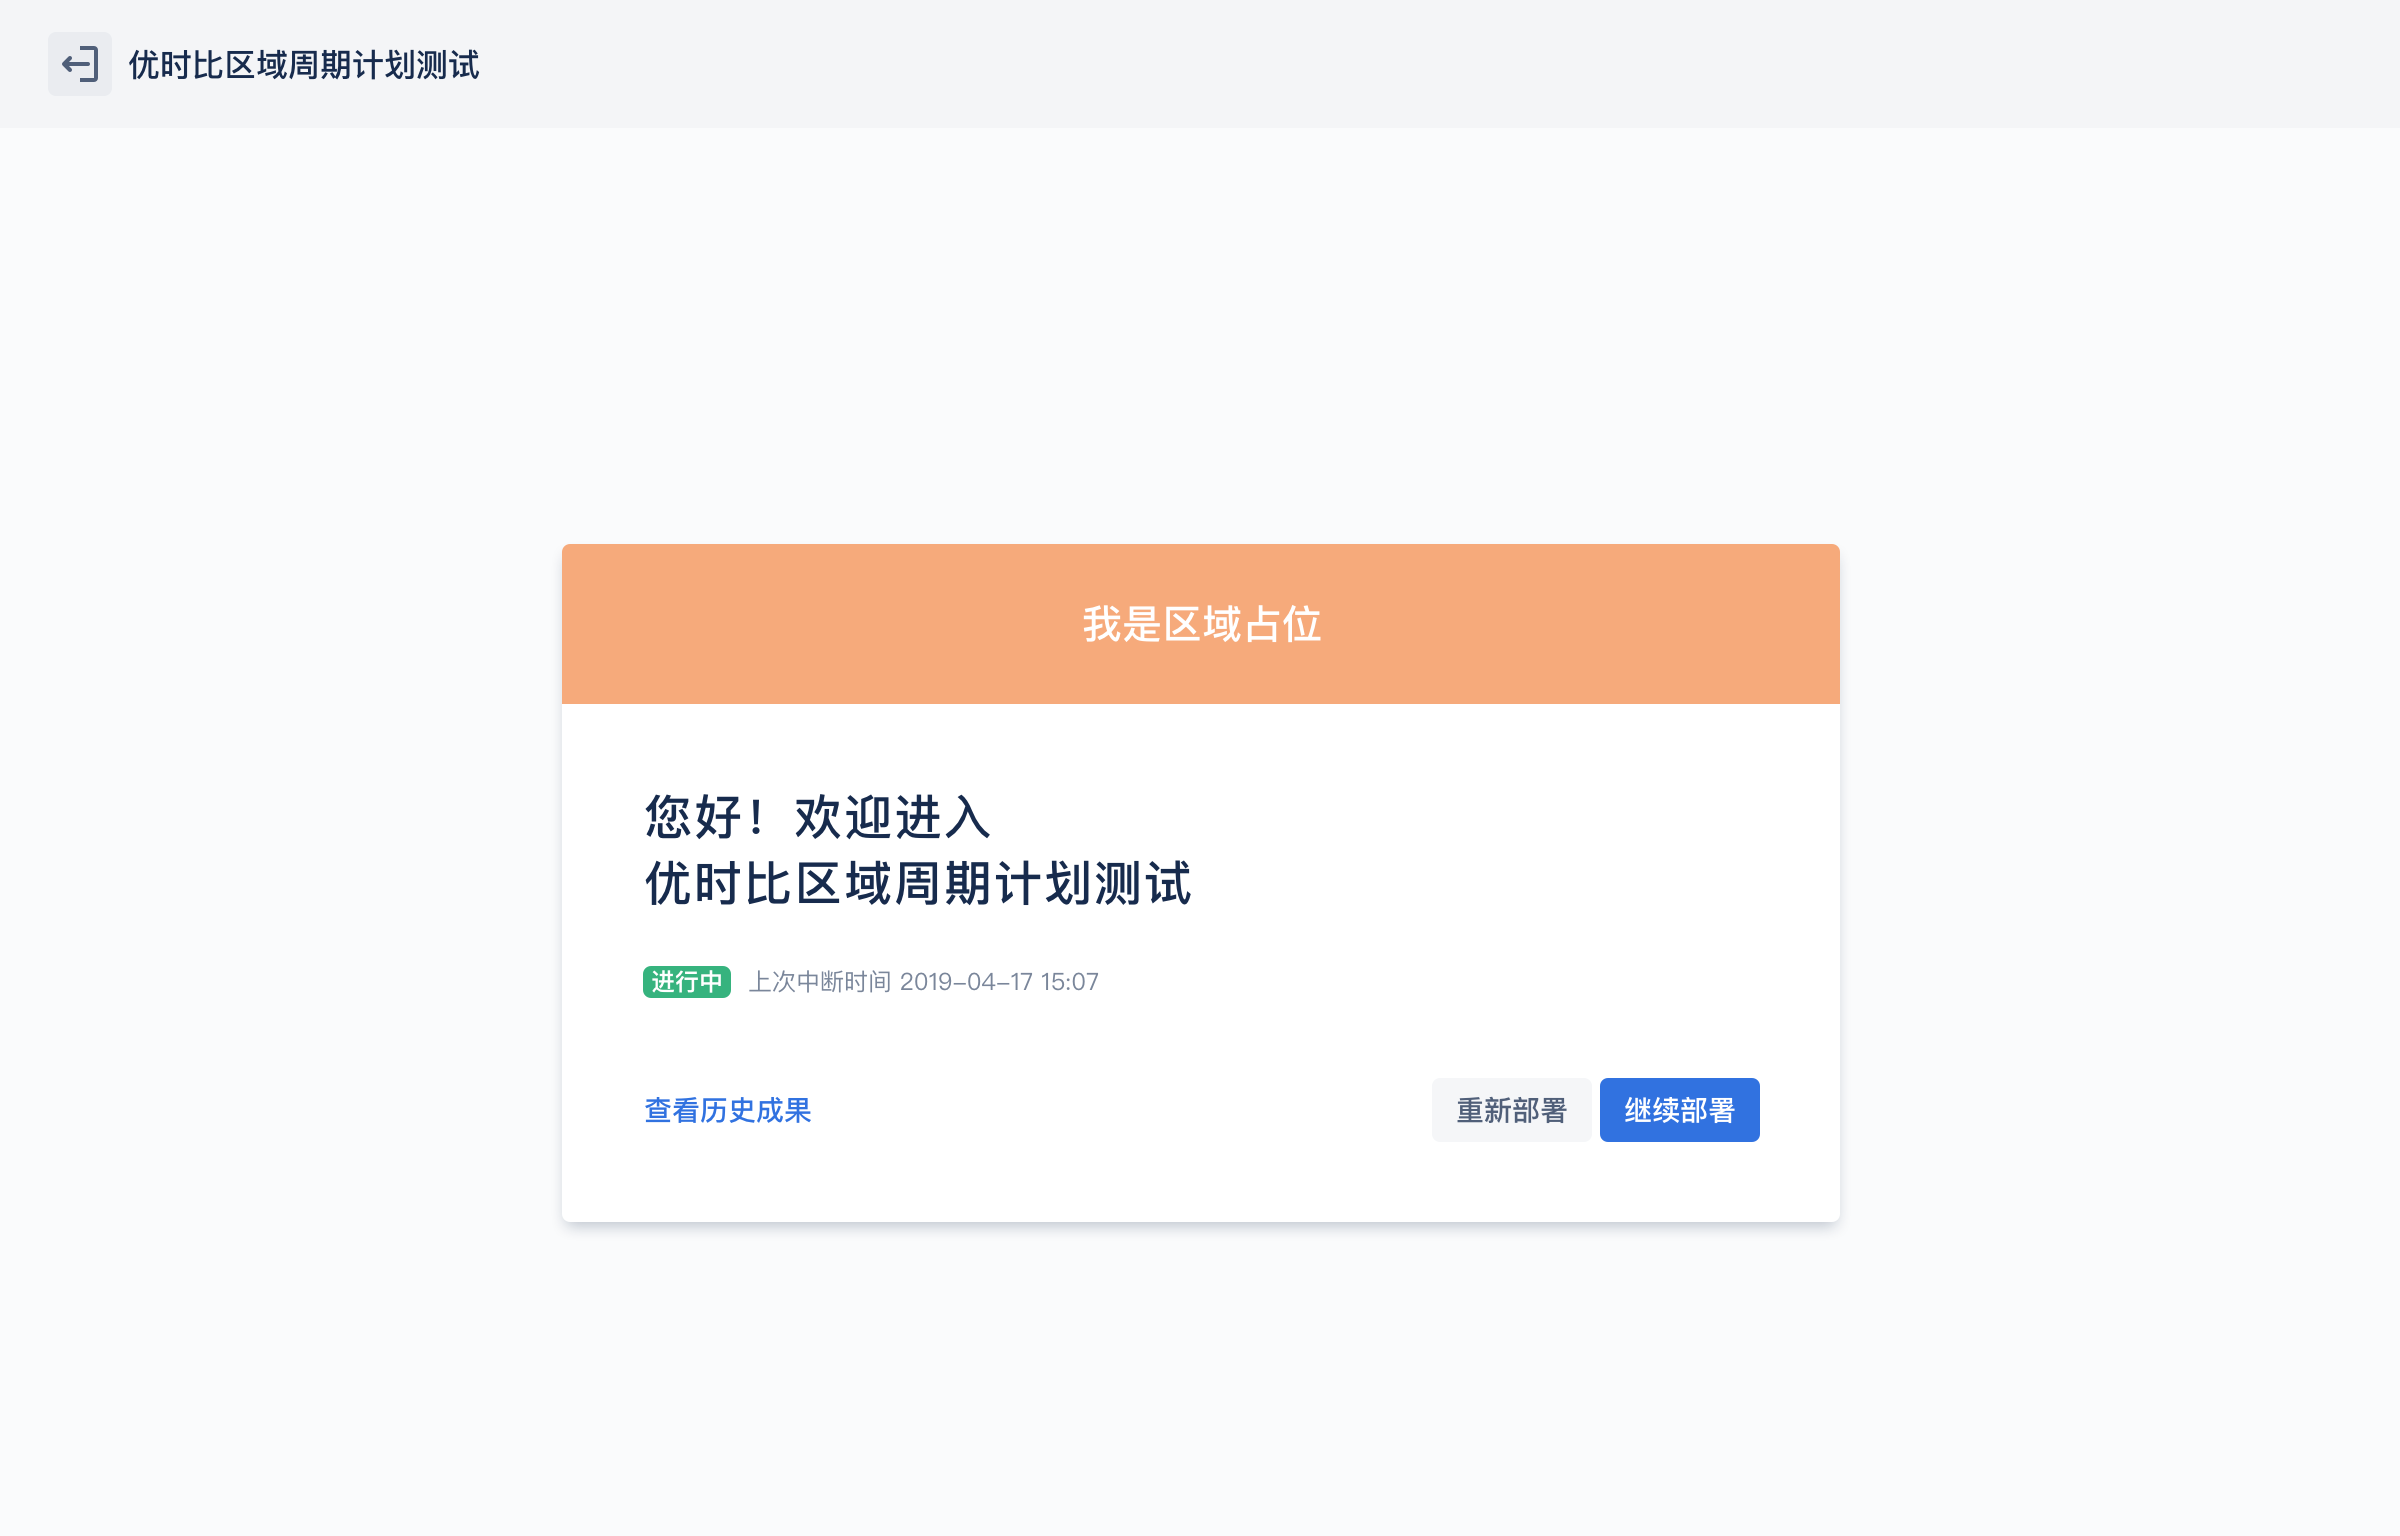 优时比区域周期计划测试
我是区域占位
您好！欢迎进入
优时比区域周期计划测试
进行中 上次中断时间 2019-04-17 15:07
查看历史成果 重新部署 继续部署